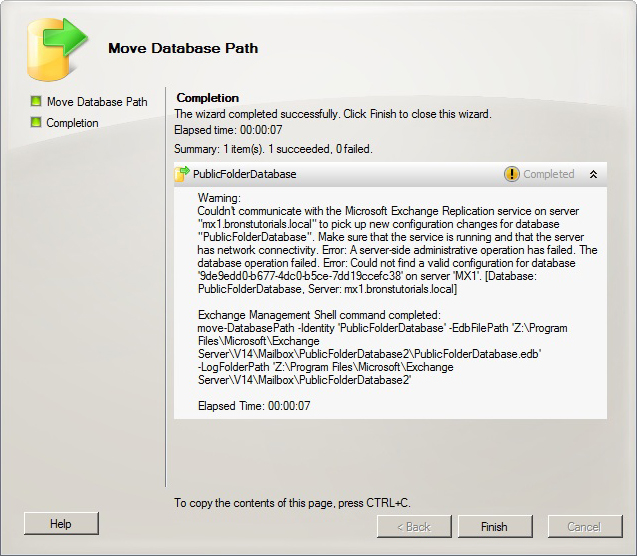 Move Database Path
Move Database Path
Completion
Completion
The wizard completed successfully. Click Finish to close this wizard.
Elapsed time: 00:00:07
Summary: 1 item(s). 1 succeeded, 0 failed.
PublicFolderDatabase
Completed
Warning:
Couldn't communicate with the Microsoft Exchange Replication service on server
"mx1.bronstutorials.local" to pick up new configuration changes for database
"PublicFolderDatabase". Make sure that the service is running and that the server
has network connectivity. Error: A server-side administrative operation has failed. The
database operation failed. Error: Could not find a valid configuration for database
'9de9edd0-b677-4dc0-b5ce-7dd19ccefc38' on server 'MX1'. [Database:
PublicFolderDatabase, Server: mx1.bronstutorials.local]
Exchange Management Shell command completed:
move-DatabasePath -Identity 'PublicFolderDatabase' -EdbFilePath 'Z:\Program
Files\Microsoft\Exchange
Server\V14\Mailbox\PublicFolderDatabase2\PublicFolderDatabase.edb'
-LogFolderPath 'Z:\Program Files\Microsoft\Exchange
Server\V14\Mailbox\PublicFolderDatabase2'
Elapsed Time: 00:00:07
To copy the contents of this page, press CTRL+C.
Help
< Back
Finish
Cancel